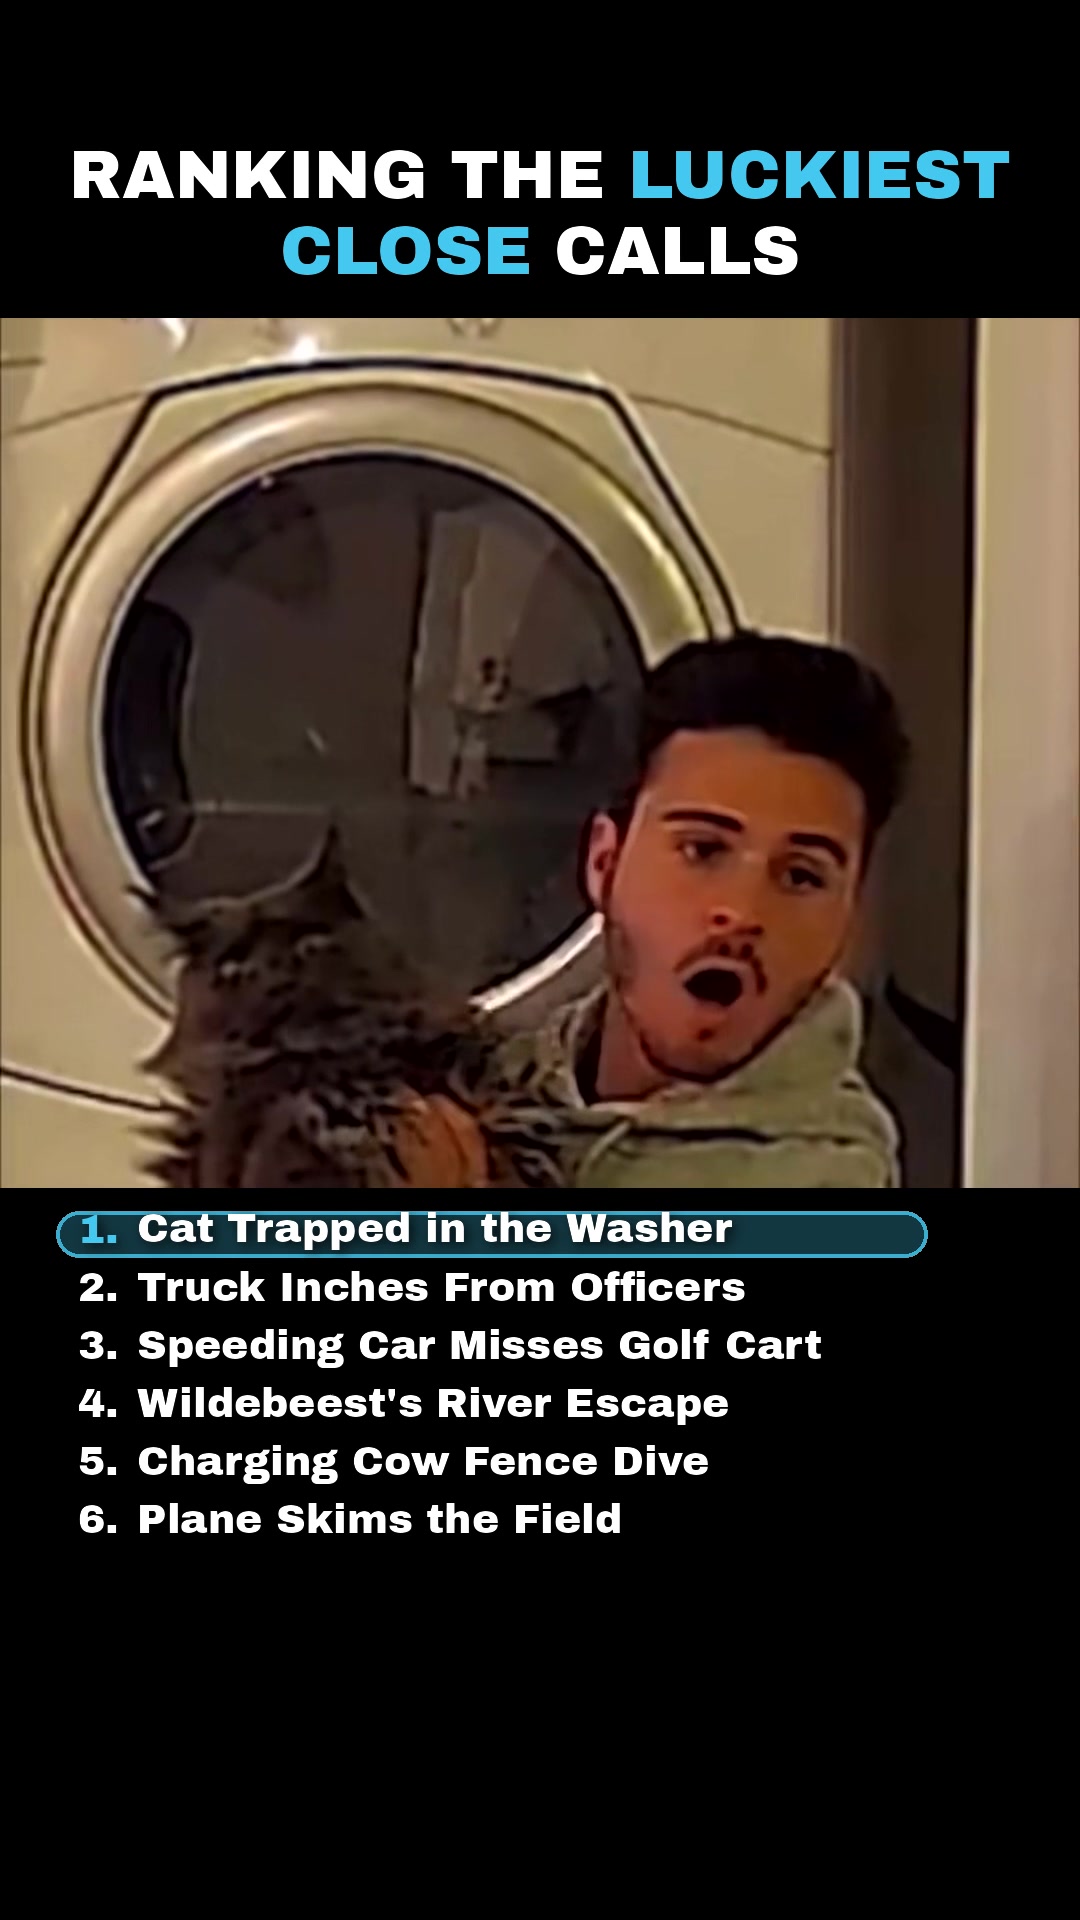 RANKING THE LUCKIEST
CLOSE CALLS
1. Cat Trapped in the Washer
2. Truck Inches From Officers
3. Speeding Car Misses Golf Cart
4. Wildebeest's River Escape
5. Charging Cow Fence Dive
6. Plane Skims the Field